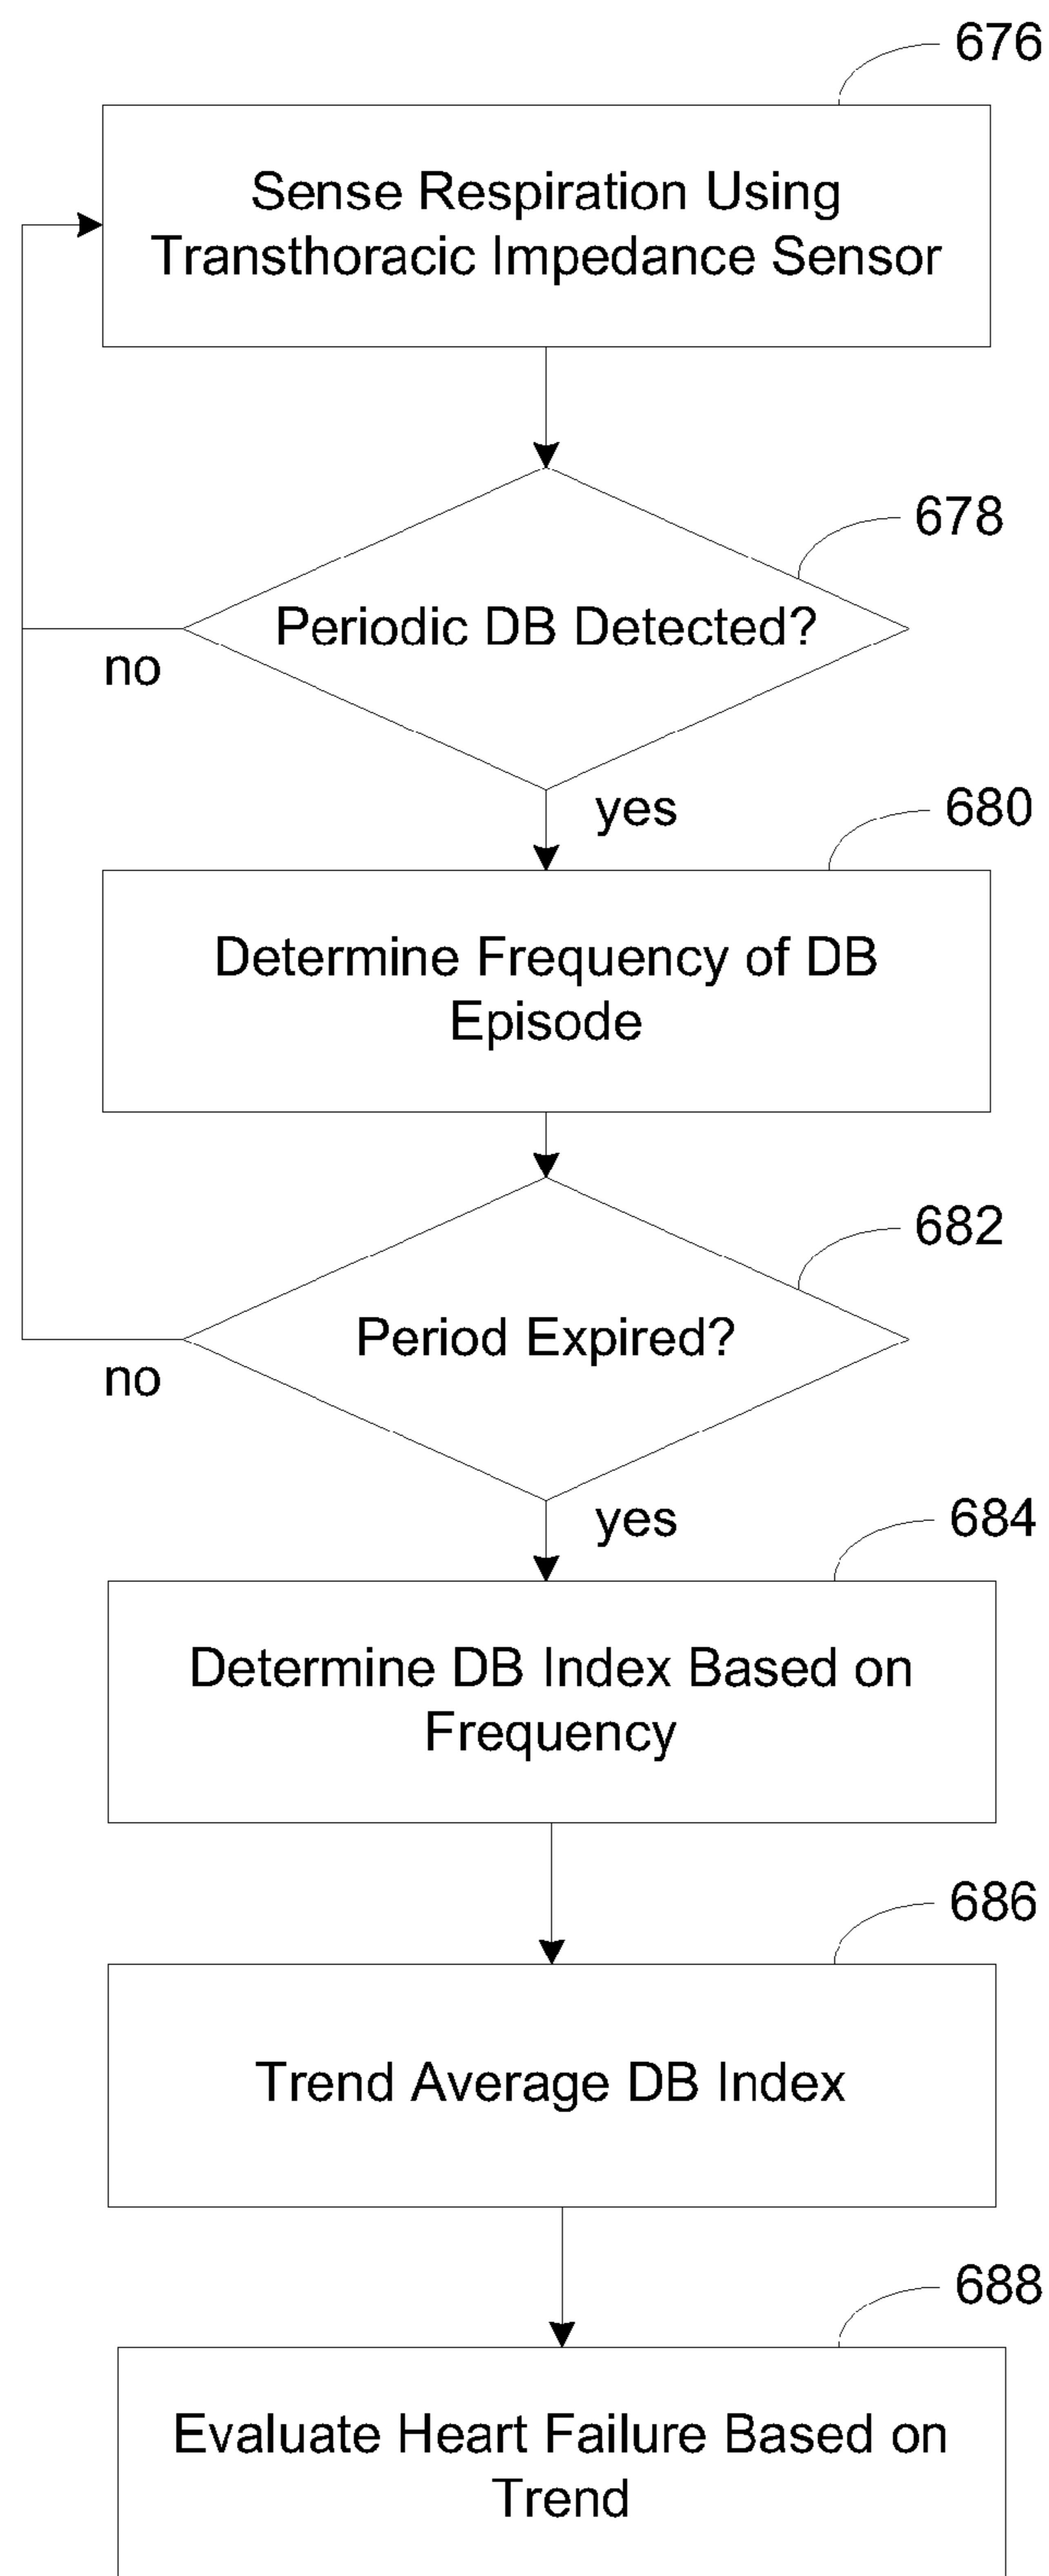 676
Sense Respiration Using
Transthoracic Impedance Sensor
678
Periodic DB Detected?
no
yes
680
Determine Frequency of DB
Episode
682
Period Expired?
no
yes
684
Determine DB Index Based on
Frequency
686
Trend Average DB Index
688
Evaluate Heart Failure Based on
Trend